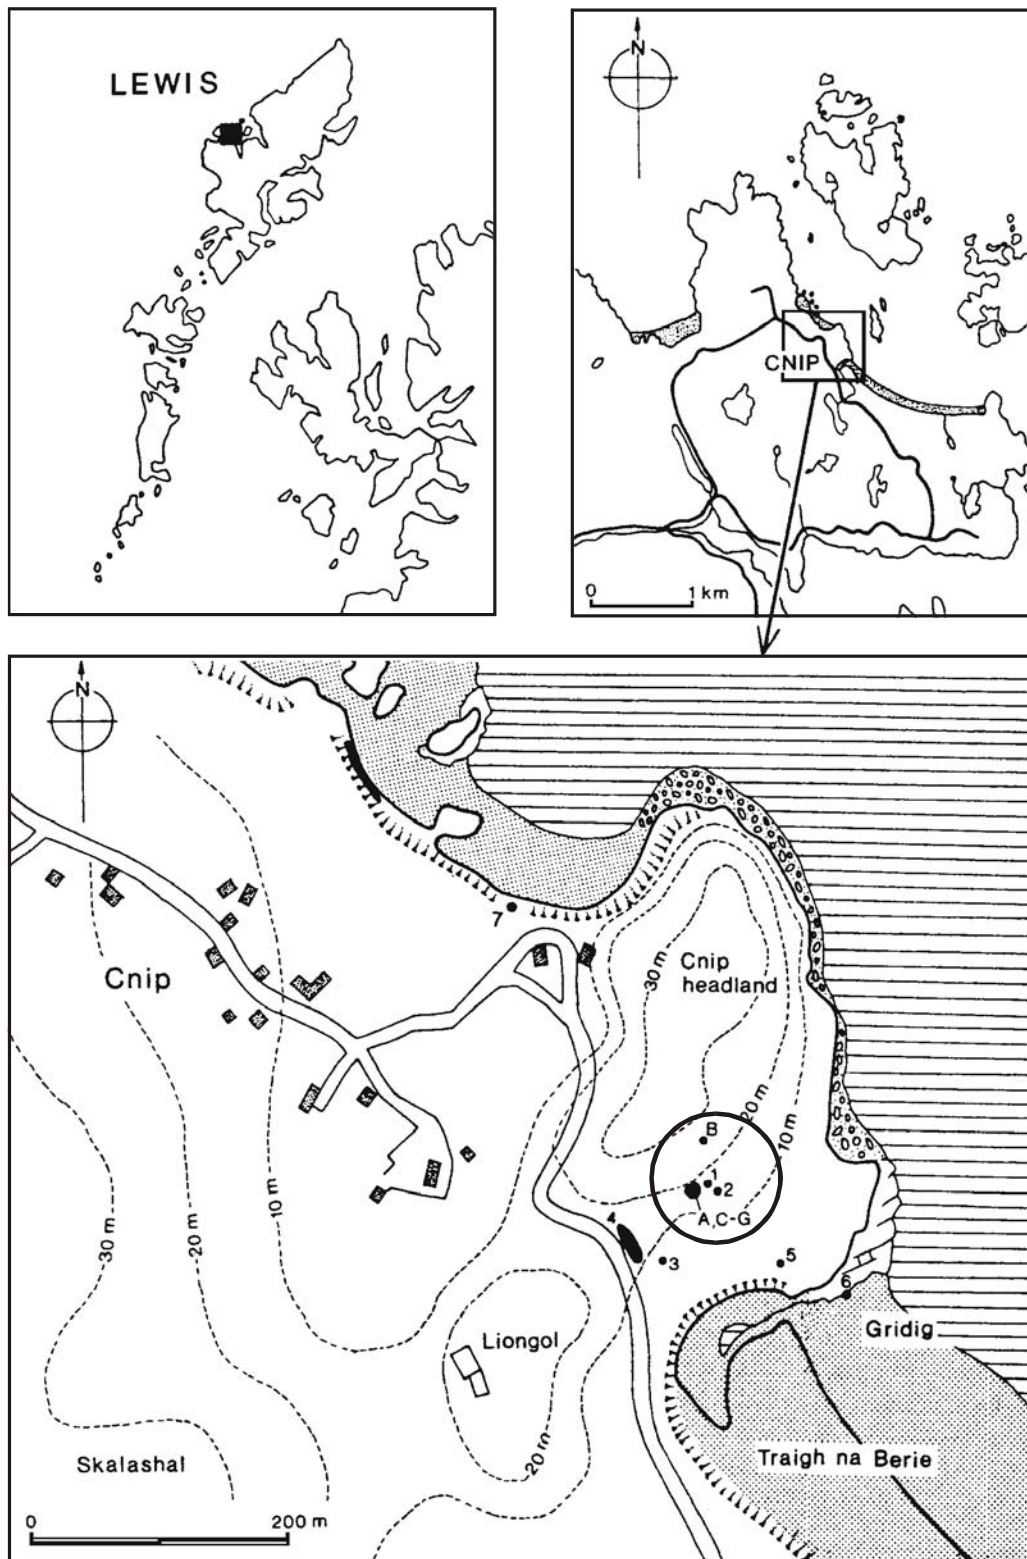 LEWIS
N
CNIP
0 1 km
N
7
Cnip
30 m
Cnip
headland
20 m
10 m
B
1
2
A,C-G
4
3
5
6
10 m
20 m
30 m
Liongol
20 m
Gridig
Skalashal
Traigh na Berie
0 200 m